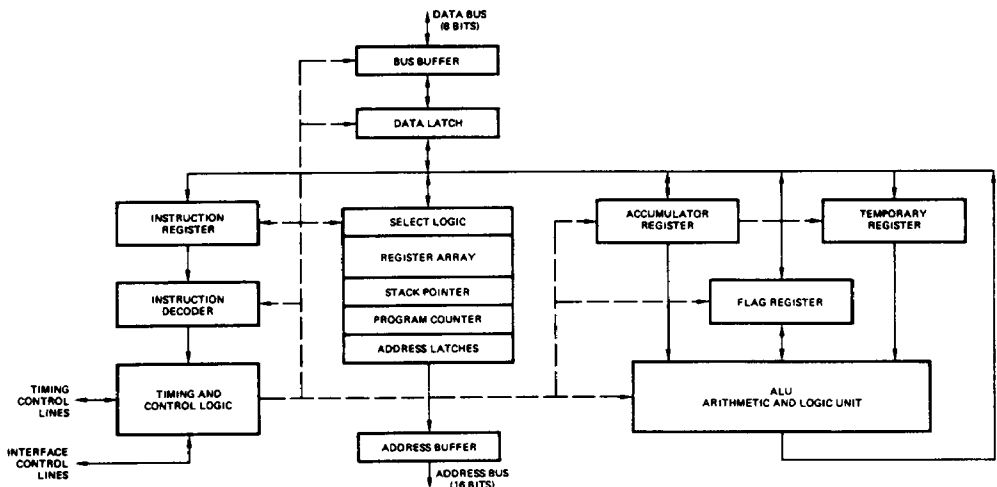 DATA BUS
(8 BITS)
BUS BUFFER
DATA LATCH
INSTRUCTION
REGISTER
SELECT LOGIC
ACCUMULATOR
REGISTER
TEMPORARY
REGISTER
REGISTER ARRAY
INSTRUCTION
DECODER
STACK POINTER
FLAG REGISTER
PROGRAM COUNTER
ADDRESS LATCHES
TIMING
CONTROL
LINES
TIMING AND
CONTROL LOGIC
ALU
ARITHMETIC AND LOGIC UNIT
INTERFACE
CONTROL
LINES
ADDRESS BUFFER
ADDRESS BUS
(16 BITS)